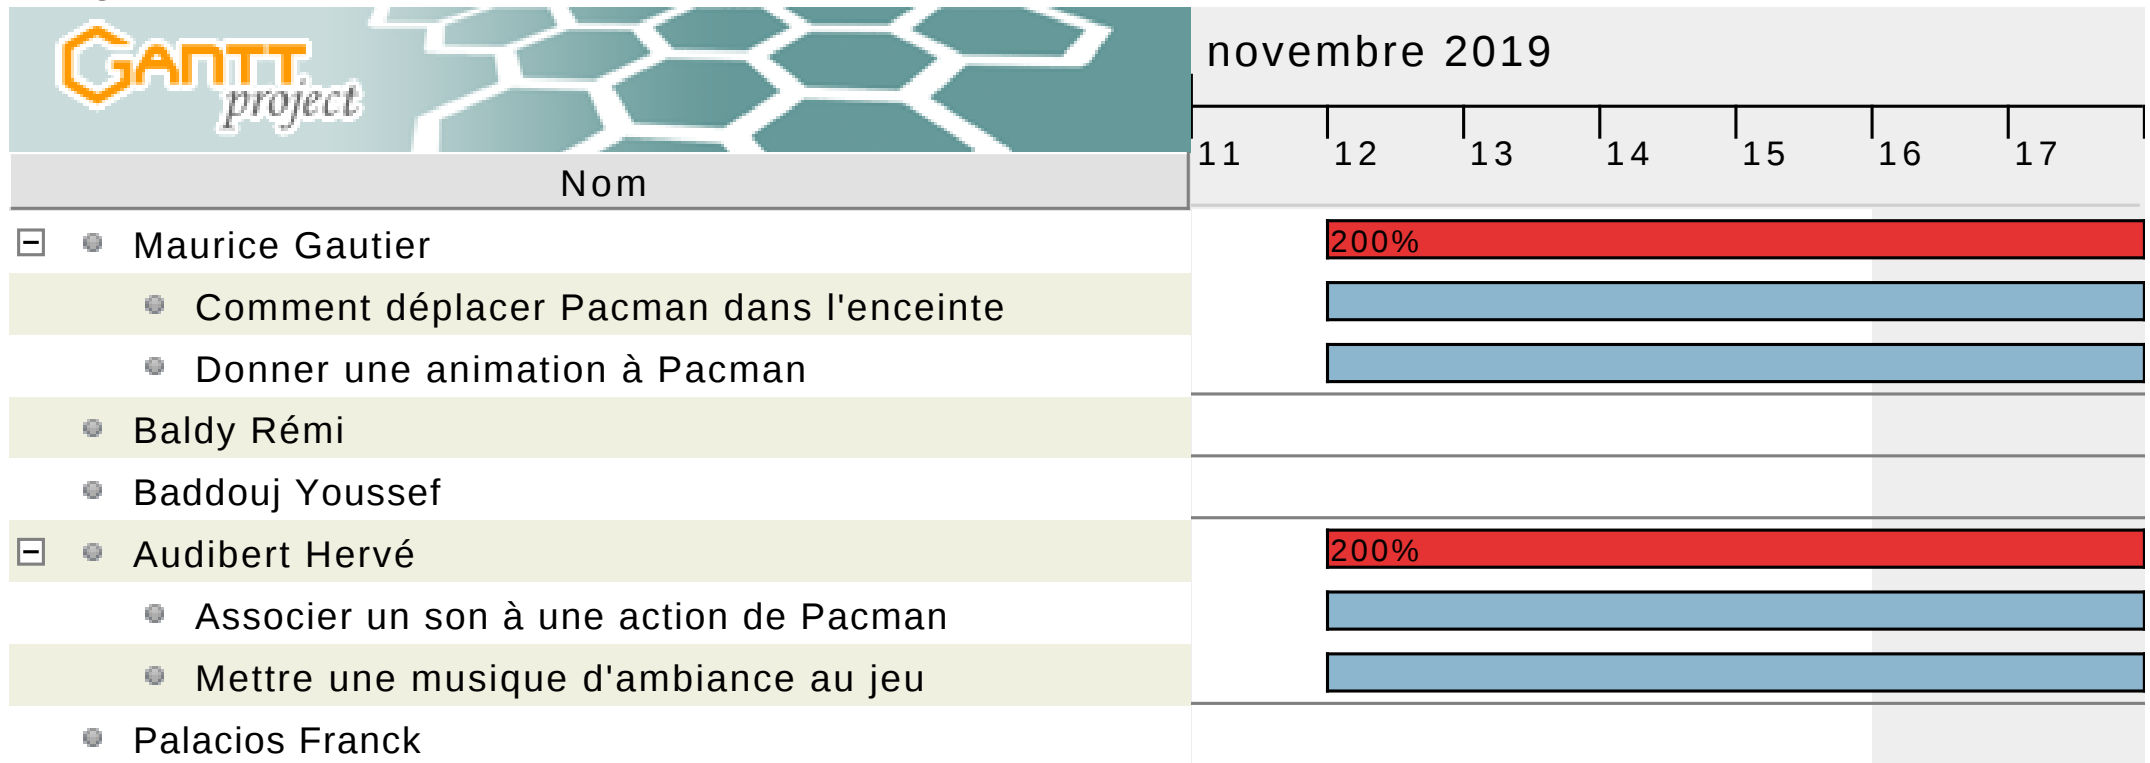 GANTT
project
novembre 2019
11 12 13 14 15 16 17
Nom
Maurice Gautier 200%
Comment déplacer Pacman dans l'enceinte
Donner une animation à Pacman
Baldy Rémi
Baddouj Youssef
Audibert Hervé 200%
Associer un son à une action de Pacman
Mettre une musique d'ambiance au jeu
Palacios Franck